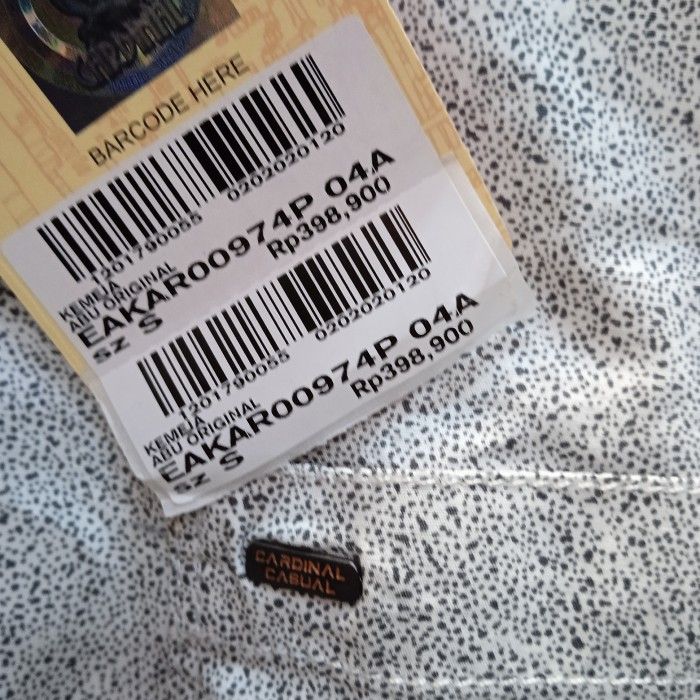 CARDINAL
BARCODE HERE
1201790055 0202020120
KEMEJA
ABU ORIGINAL
EAKAR00974P 04A
SZ S Rp398,900
1201790055 0202020120
KEMEJA
ABU ORIGINAL
EAKAR00974P 04A
SZ S Rp398,900
CARDINAL
CASUAL